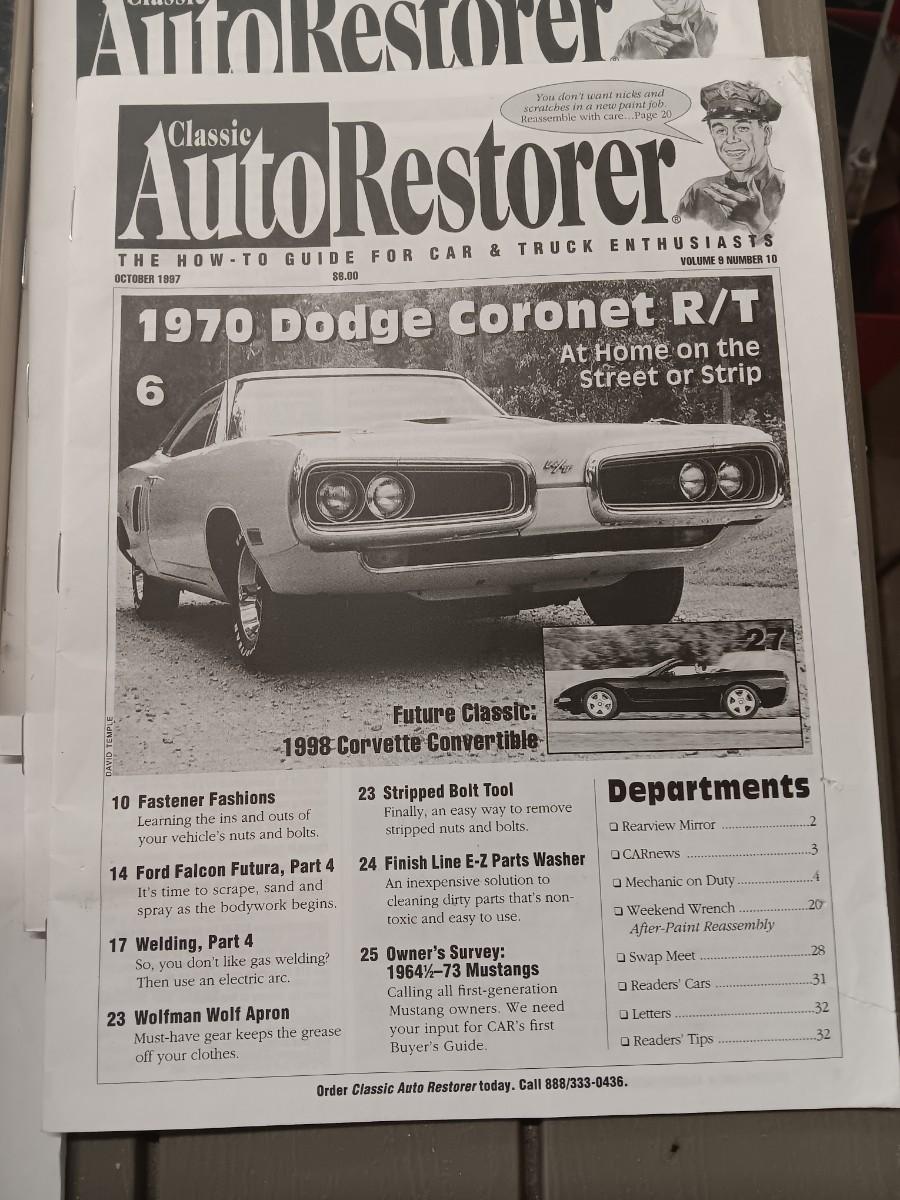 Classic
AutoRestorer
You don't want nicks and
scratches in a new paint job.
Reassemble with care...Page 20
Classic
AutoRestorer®
THE HOW-TO GUIDE FOR CAR & TRUCK ENTHUSIASTS
OCTOBER 1997 $6.00 VOLUME 9 NUMBER 10
1970 Dodge Coronet R/T
At Home on the
Street or Strip
6
R/T
27
Future Classic:
1998 Corvette Convertible
DAVID TEMPLE
10 Fastener Fashions
Learning the ins and outs of
your vehicle's nuts and bolts.
14 Ford Falcon Futura, Part 4
It's time to scrape, sand and
spray as the bodywork begins.
17 Welding, Part 4
So, you don't like gas welding?
Then use an electric arc.
23 Wolfman Wolf Apron
Must-have gear keeps the grease
off your clothes.
23 Stripped Bolt Tool
Finally, an easy way to remove
stripped nuts and bolts.
24 Finish Line E-Z Parts Washer
An inexpensive solution to
cleaning dirty parts that's non-
toxic and easy to use.
25 Owner's Survey:
1964½–73 Mustangs
Calling all first-generation
Mustang owners. We need
your input for CAR's first
Buyer's Guide.
Departments
❑ Rearview Mirror ..........................2
❑ CARnews ..................................3
❑ Mechanic on Duty.....................4
❑ Weekend Wrench ....................20
After-Paint Reassembly
❑ Swap Meet ..............................28
❑ Readers' Cars ..........................31
❑ Letters ......................................32
❑ Readers' Tips ...........................32
Order Classic Auto Restorer today. Call 888/333-0436.